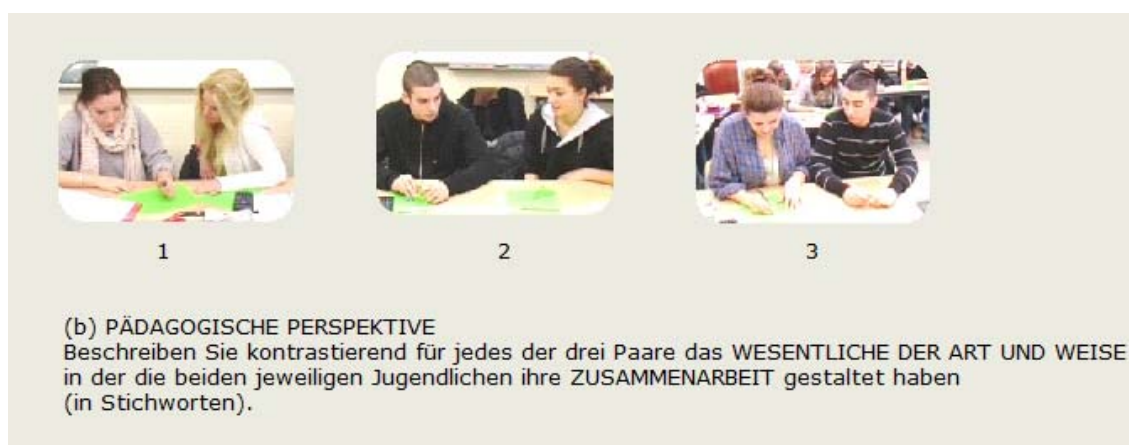 1 2 3
(b) PÄDAGOGISCHE PERSPEKTIVE
Beschreiben Sie kontrastierend für jedes der drei Paare das WESENTLICHE DER ART UND WEISE
in der die beiden jeweiligen Jugendlichen ihre ZUSAMMENARBEIT gestaltet haben
(in Stichworten).